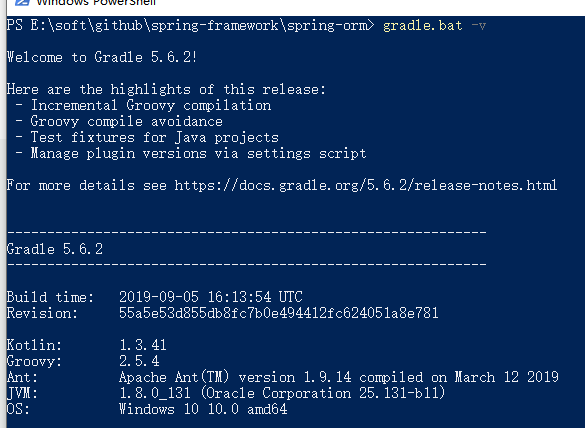 Windows PowerShell
PS E:\soft\github\spring-framework\spring-orm> gradle.bat -v
Welcome to Gradle 5.6.2!
Here are the highlights of this release:
- Incremental Groovy compilation
- Groovy compile avoidance
- Test fixtures for Java projects
- Manage plugin versions via settings script
For more details see https://docs.gradle.org/5.6.2/release-notes.html
------------------------------------------------------------
Gradle 5.6.2
------------------------------------------------------------
Build time: 2019-09-05 16:13:54 UTC
Revision: 55a5e53d855db8fc7b0e494412fc624051a8e781
Kotlin: 1.3.41
Groovy: 2.5.4
Ant: Apache Ant(TM) version 1.9.14 compiled on March 12 2019
JVM: 1.8.0_131 (Oracle Corporation 25.131-b11)
OS: Windows 10 10.0 amd64